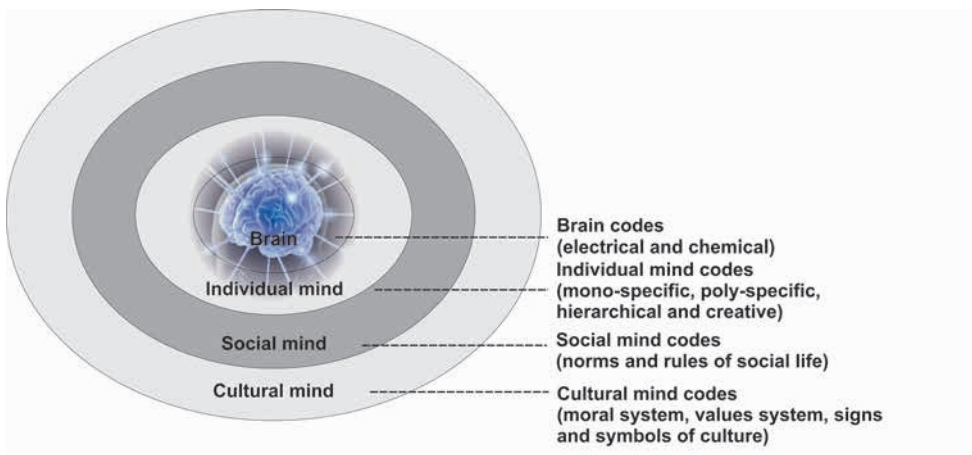 Brain
Individual mind
Social mind
Cultural mind
Brain codes
(electrical and chemical)
Individual mind codes
(mono-specific, poly-specific,
hierarchical and creative)
Social mind codes
(norms and rules of social life)
Cultural mind codes
(moral system, values system, signs
and symbols of culture)